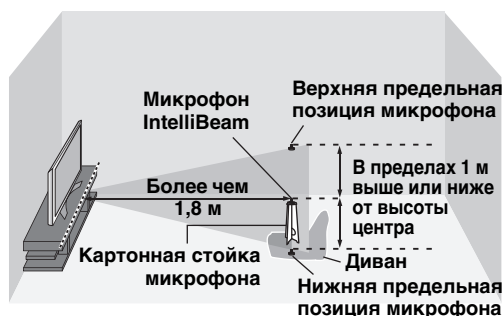 Верхняя предельная
позиция микрофона
Микрофон
IntelliBeam
В пределах 1 м
выше или ниже
от высоты
центра
Более чем
1,8 м
Картонная стойка
микрофона
Диван
Нижняя предельная
позиция микрофона